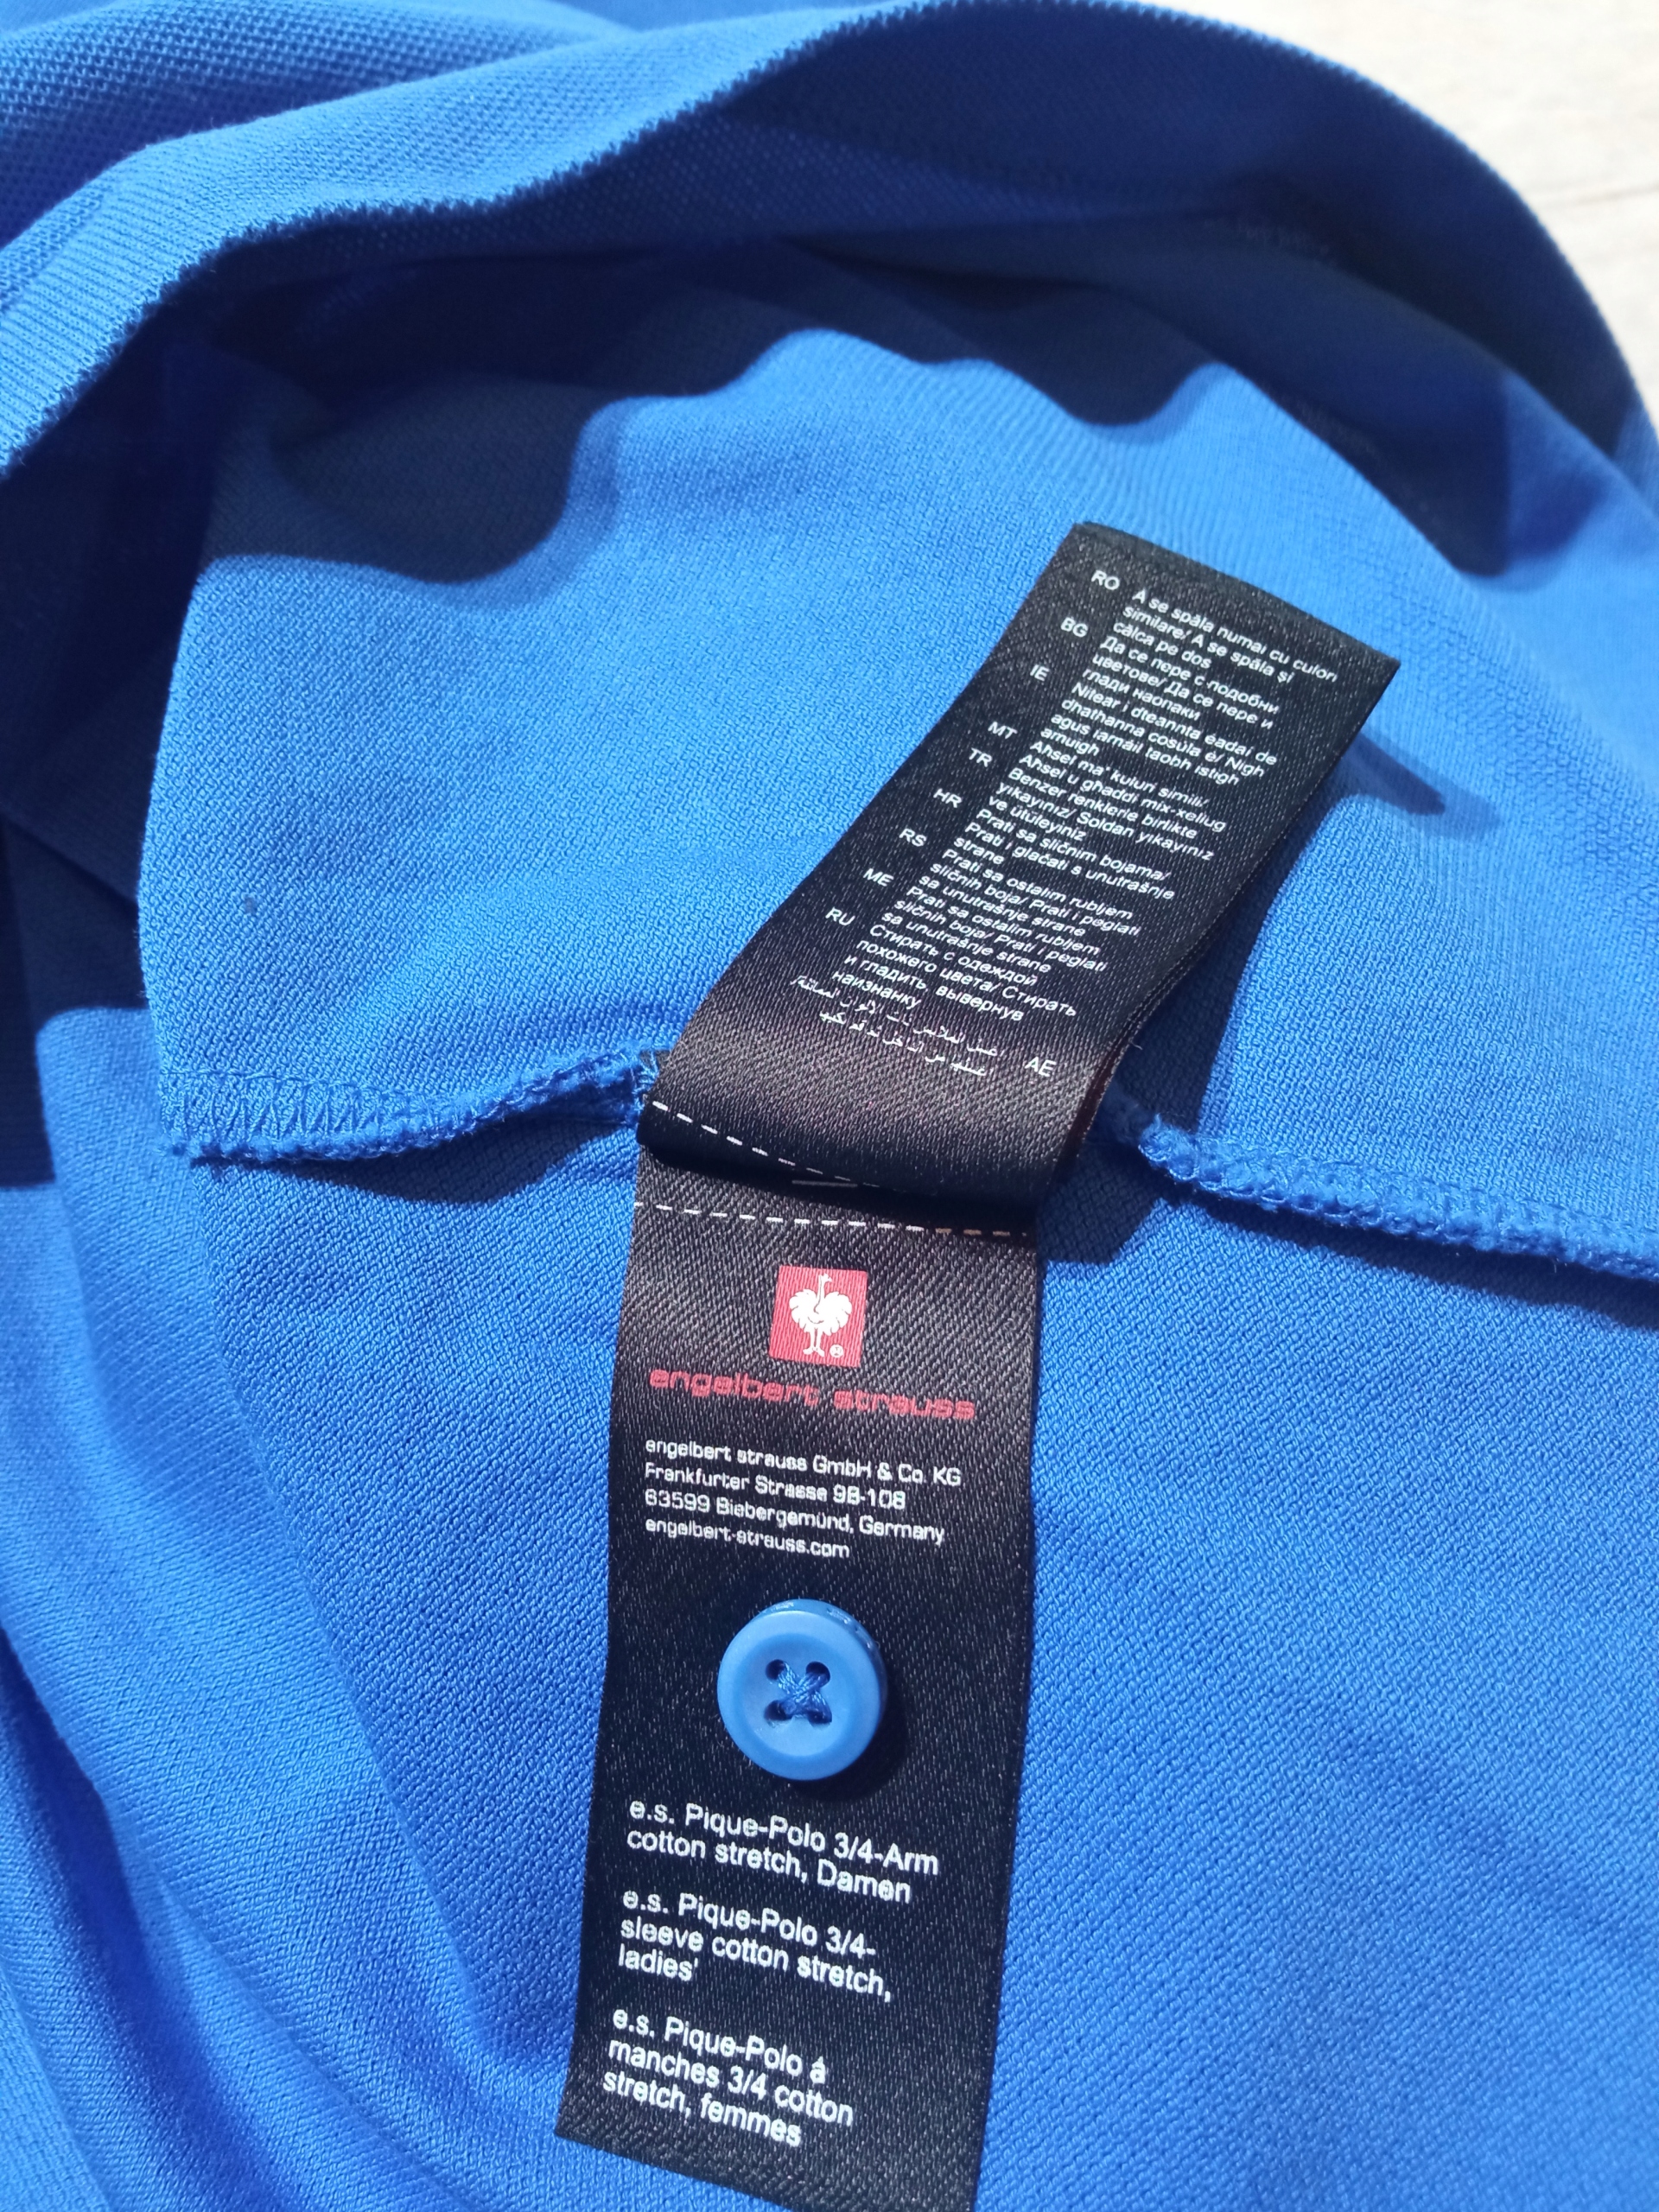 RO A se spăla numai cu culori
similare/ A se spăla și
călca pe dos
BG Да се пере с подобни
цветове/ Да се пере и
глади наопаки
IE Nitear i dteannta éadaí de
dhathanna cosúla é/ Nigh
agus iarnáil taobh istigh
amuigh
MT Aħsel ma' kuluri simili/
Aħsel u għaddi mix-xellug
TR Benzer renklerle birlikte
yıkayınız/ Soldan yıkayınız
ve ütüleyiniz
HR Prati sa sličnim bojama/
Prati i glačati s unutrašnje
strane
RS Prati sa ostalim rubljem
sličnih boja/ Prati i peglati
sa unutrašnje strane
ME Prati sa ostalim rubljem
sličnih boja/ Prati i peglati
sa unutrašnje strane
RU Стирать с одеждой
похожего цвета/ Стирать
и гладить, вывернув
наизнанку
AE
engelbert strauss
engelbert strauss GmbH & Co. KG
Frankfurter Strasse 98-108
63599 Biebergemünd, Germany
engelbert-strauss.com
e.s. Pique-Polo 3/4-Arm
cotton stretch, Damen
e.s. Pique-Polo 3/4-
sleeve cotton stretch,
ladies'
e.s. Pique-Polo à
manches 3/4 cotton
stretch, femmes